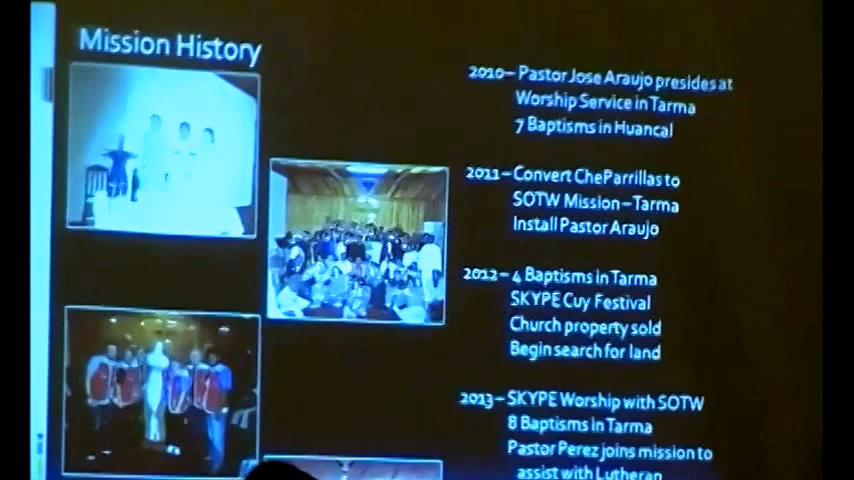 Mission History
2010– Pastor Jose Araujo presides at
Worship Service in Tarma
7 Baptisms in Huancal
2011– Convert Che Parrillas to
SOTW Mission – Tarma
Install Pastor Araujo
2012– 4 Baptisms in Tarma
SKYPE Cuy Festival
Church property sold
Begin search for land
2013– SKYPE Worship with SOTW
8 Baptisms in Tarma
Pastor Perez joins mission to
assist with Lutheran